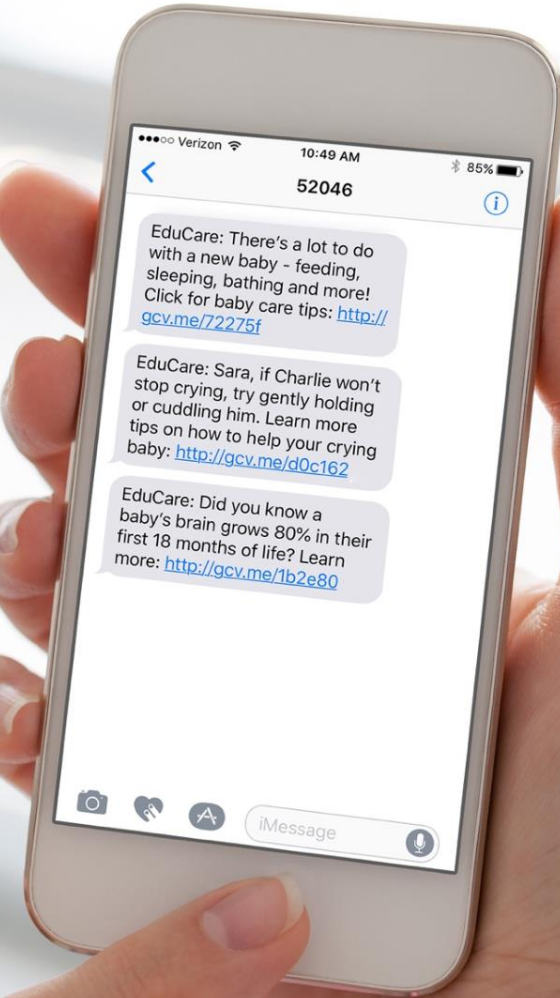 Verizon 10:49 AM 85%
52046
EduCare: There's a lot to do
with a new baby - feeding,
sleeping, bathing and more!
Click for baby care tips: http://
gcv.me/72275f
EduCare: Sara, if Charlie won't
stop crying, try gently holding
or cuddling him. Learn more
tips on how to help your crying
baby: http://gcv.me/d0c162
EduCare: Did you know a
baby's brain grows 80% in their
first 18 months of life? Learn
more: http://gcv.me/1b2e80
iMessage